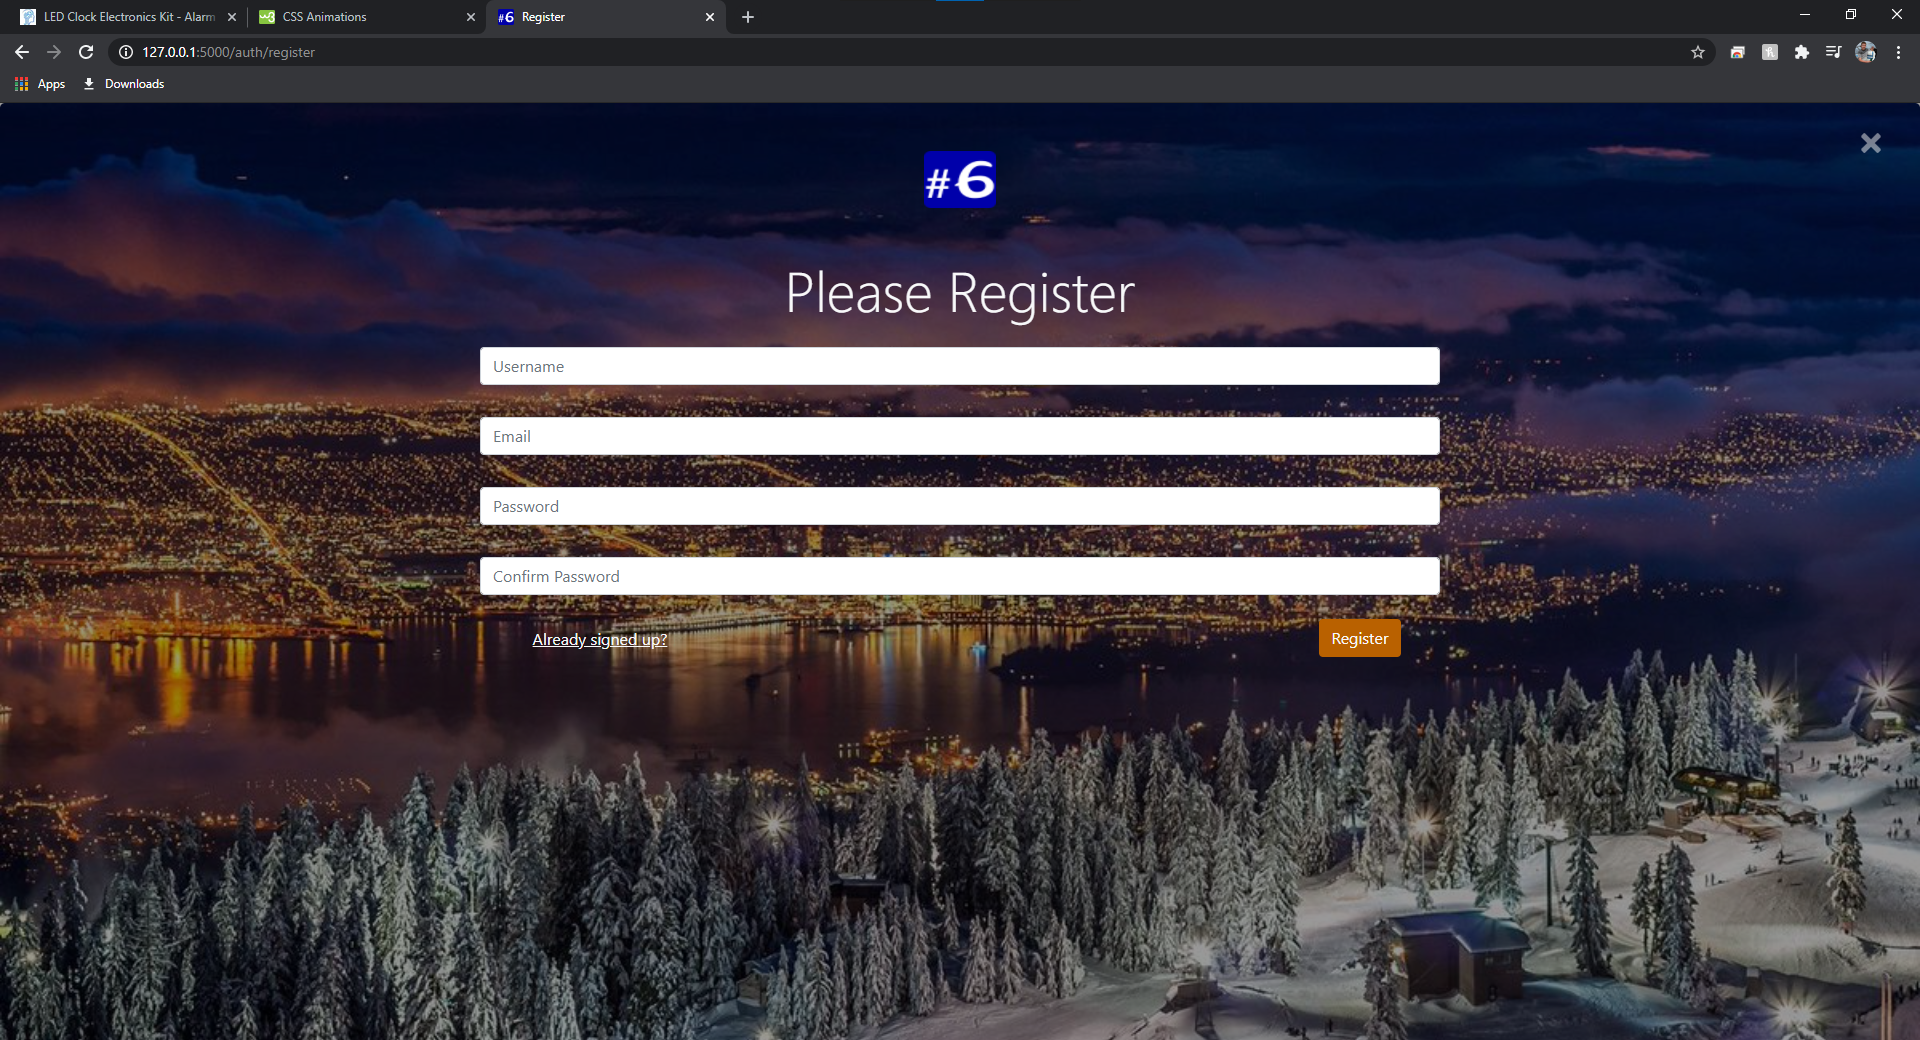 LED Clock Electronics Kit - Alarm
CSS Animations
#6 Register
127.0.0.1:5000/auth/register
Apps
Downloads
#6
Please Register
Username
Email
Password
Confirm Password
Already signed up?
Register